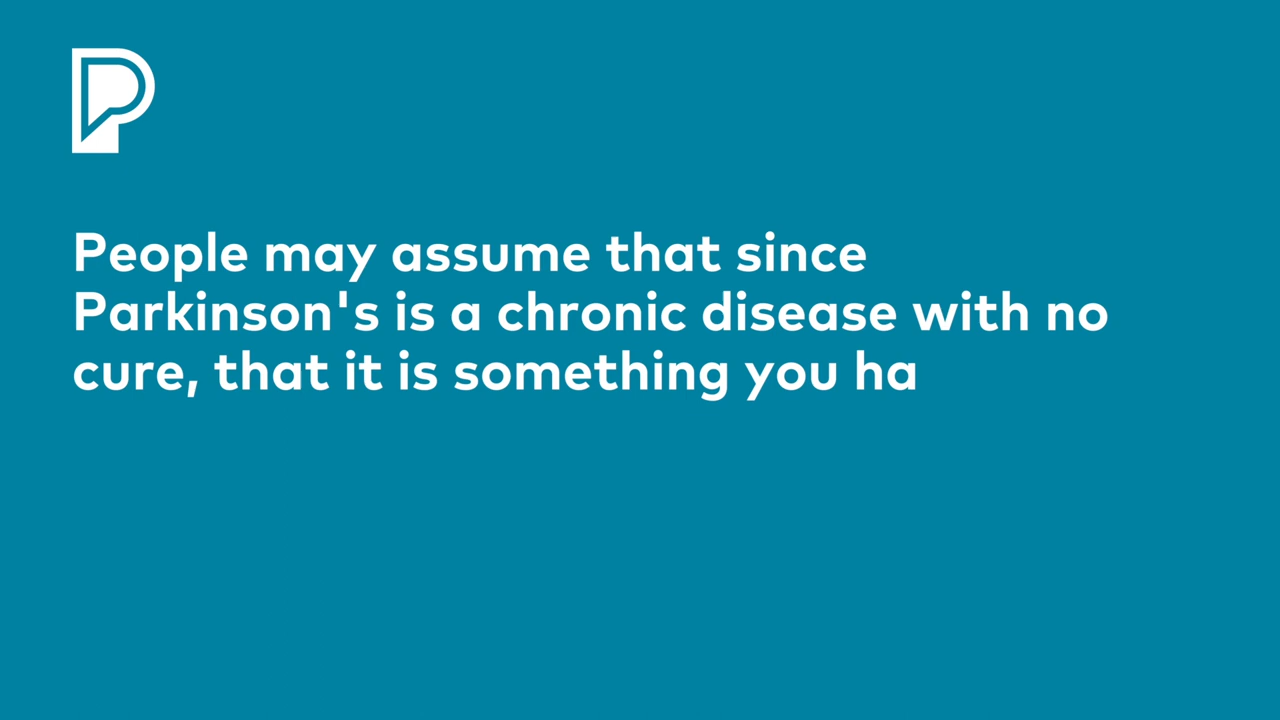 People may assume that since
Parkinson's is a chronic disease with no
cure, that it is something you ha